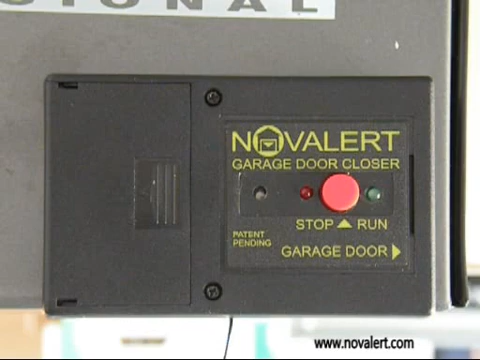 NOVALERT
GARAGE DOOR CLOSER
STOP RUN
PATENT
PENDING
GARAGE DOOR
www.novalert.com